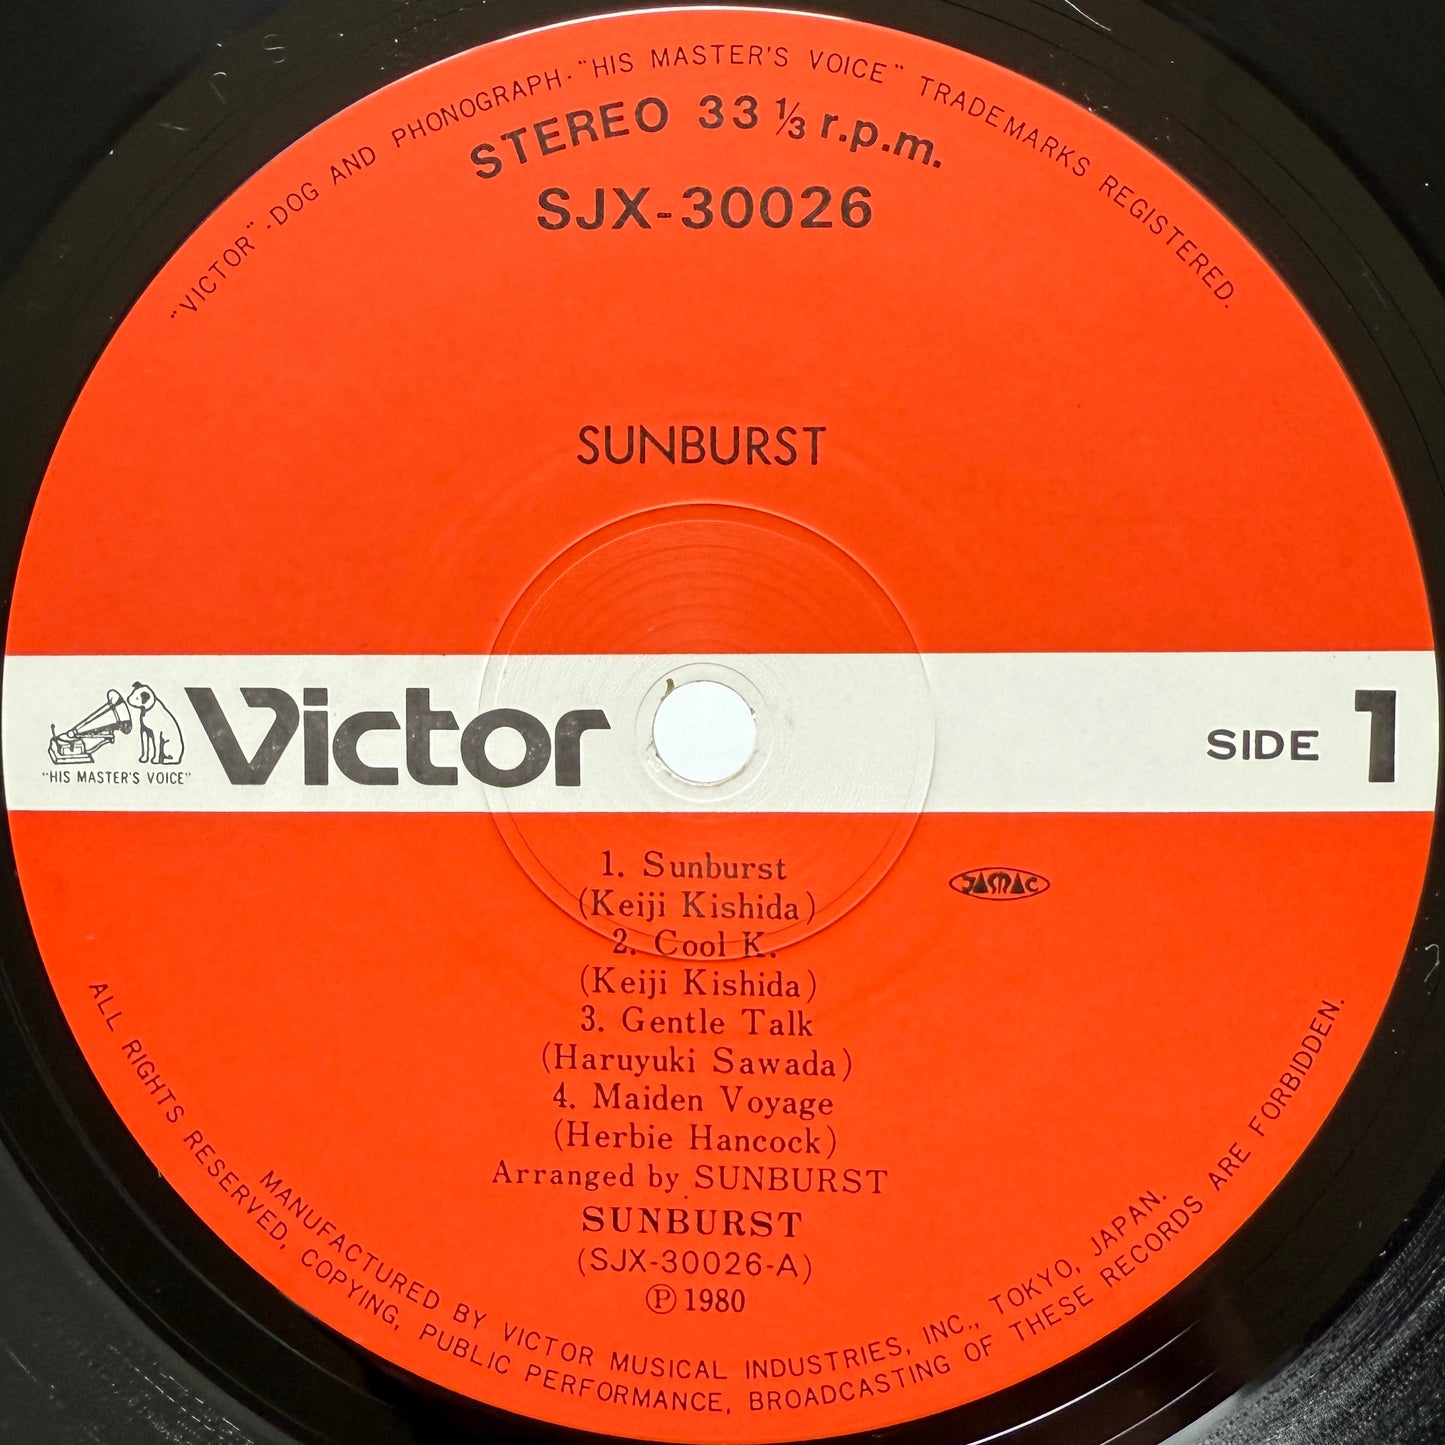 "VICTOR"-DOG AND PHONOGRAPH-"HIS MASTER'S VOICE" TRADEMARKS REGISTERED.
STEREO 33⅓ r.p.m.
SJX-30026
SUNBURST
"HIS MASTER'S VOICE"
Victor
SIDE 1
1. Sunburst
(Keiji Kishida)
JASRAC
2. Cool K.
(Keiji Kishida)
3. Gentle Talk
(Haruyuki Sawada)
4. Maiden Voyage
(Herbie Hancock)
Arranged by SUNBURST
SUNBURST
(SJX-30026-A)
Ⓟ 1980
MANUFACTURED BY VICTOR MUSICAL INDUSTRIES, INC., TOKYO, JAPAN.
ALL RIGHTS RESERVED, COPYING, PUBLIC PERFORMANCE, BROADCASTING OF THESE RECORDS ARE FORBIDDEN.